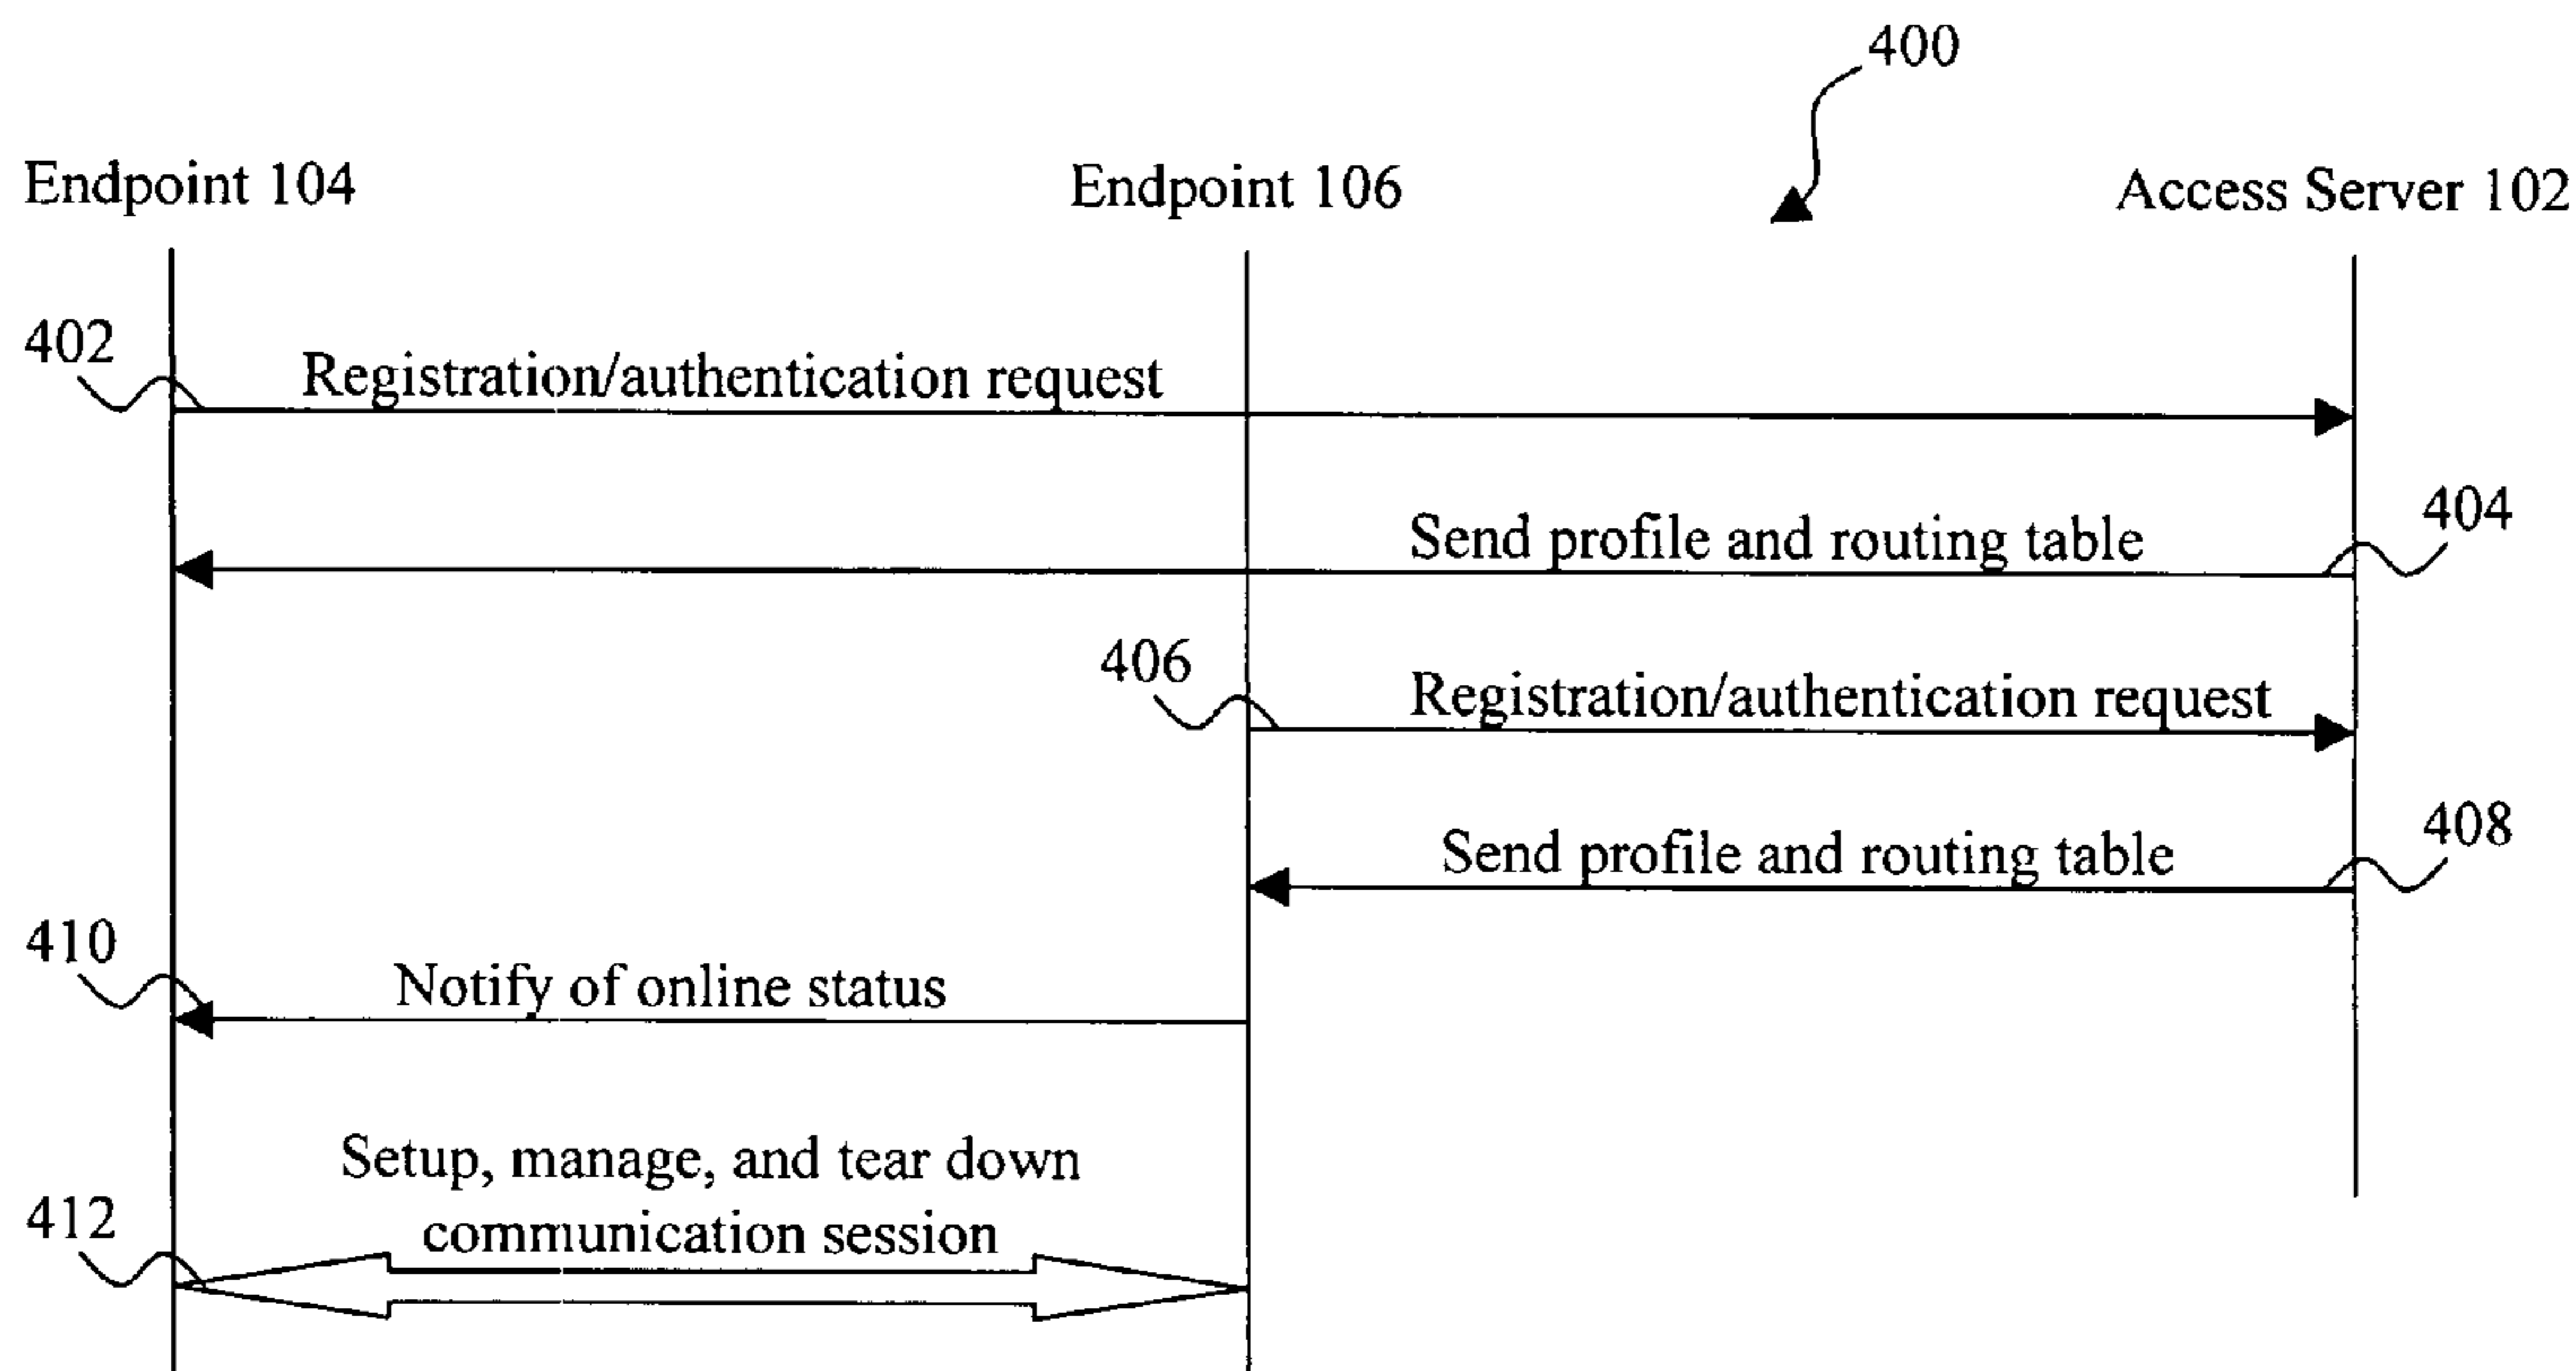 400
Endpoint 104
Endpoint 106
Access Server 102
402
Registration/authentication request
404
Send profile and routing table
406
Registration/authentication request
408
Send profile and routing table
410
Notify of online status
Setup, manage, and tear down
412
communication session